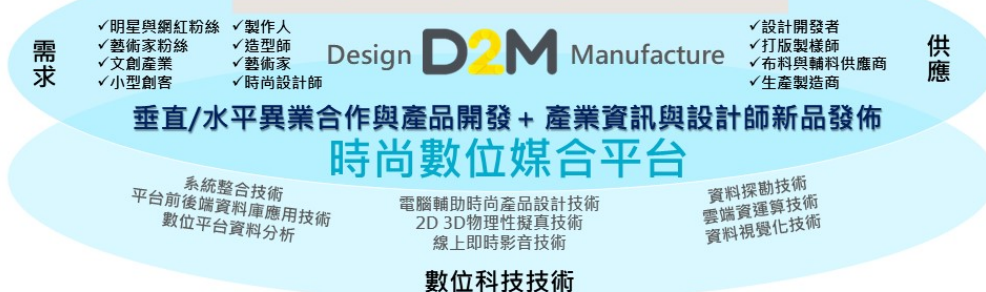 需求
✓明星與網紅粉絲
✓藝術家粉絲
✓文創產業
✓小型創客
✓製作人
✓造型師
✓藝術家
✓時尚設計師
Design D2M Manufacture
✓設計開發者
✓打版製樣師
✓布料與輔料供應商
✓生產製造商
供應
垂直/水平異業合作與產品開發 + 產業資訊與設計師新品發佈
時尚數位媒合平台
系統整合技術
平台前後端資料庫應用技術
數位平台資料分析
電腦輔助時尚產品設計技術
2D 3D物理性擬真技術
線上即時影音技術
資料探勘技術
雲端資運算技術
資料視覺化技術
數位科技技術